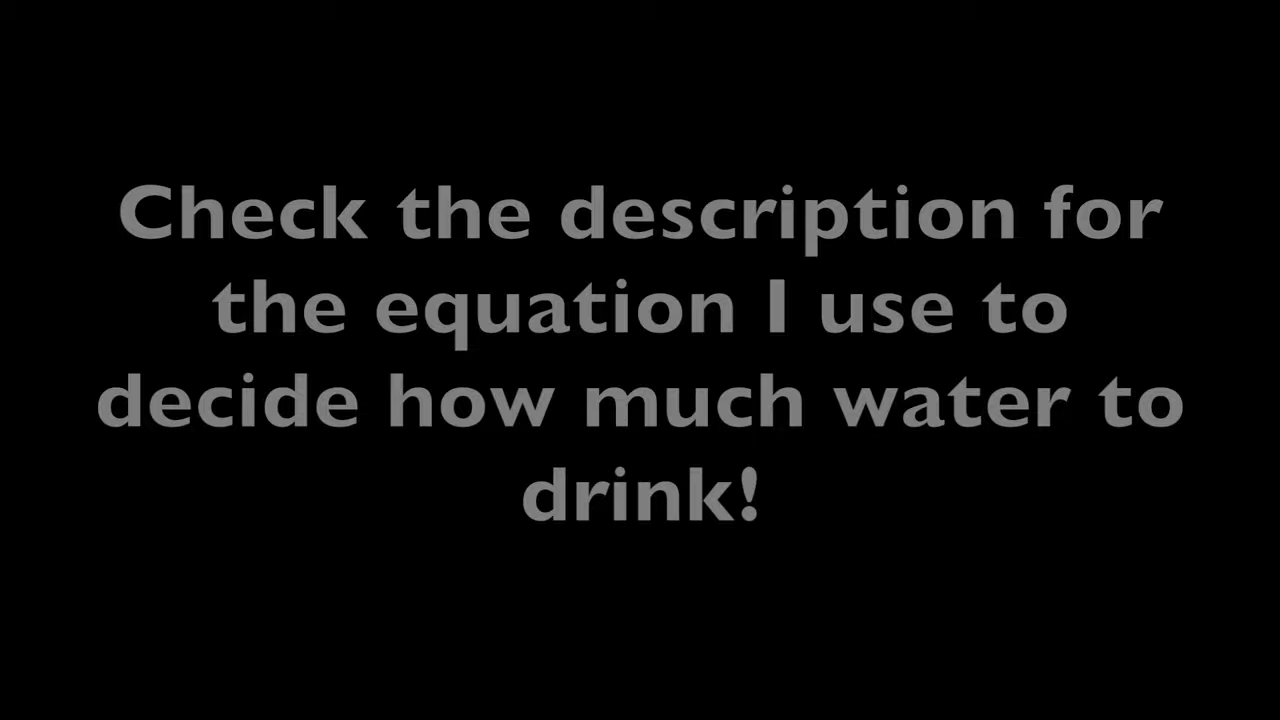 Check the description for
the equation I use to
decide how much water to
drink!